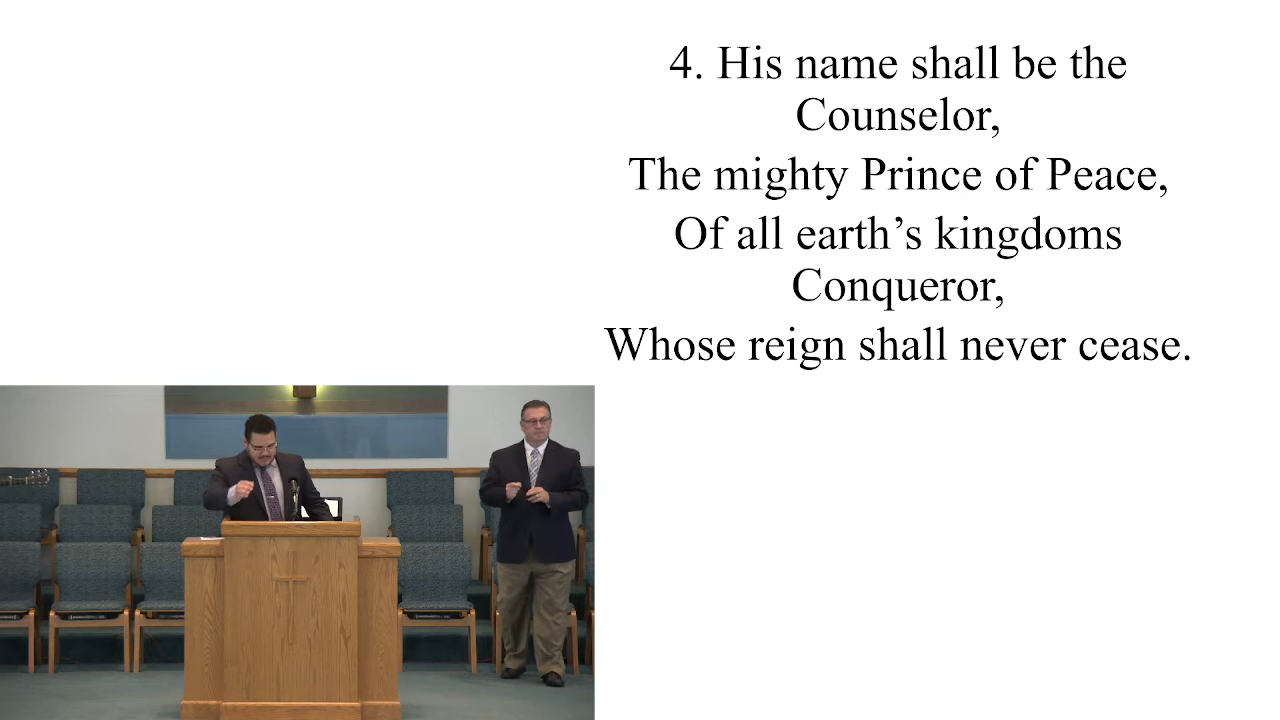 4. His name shall be the
Counselor,
The mighty Prince of Peace,
Of all earth’s kingdoms
Conqueror,
Whose reign shall never cease.